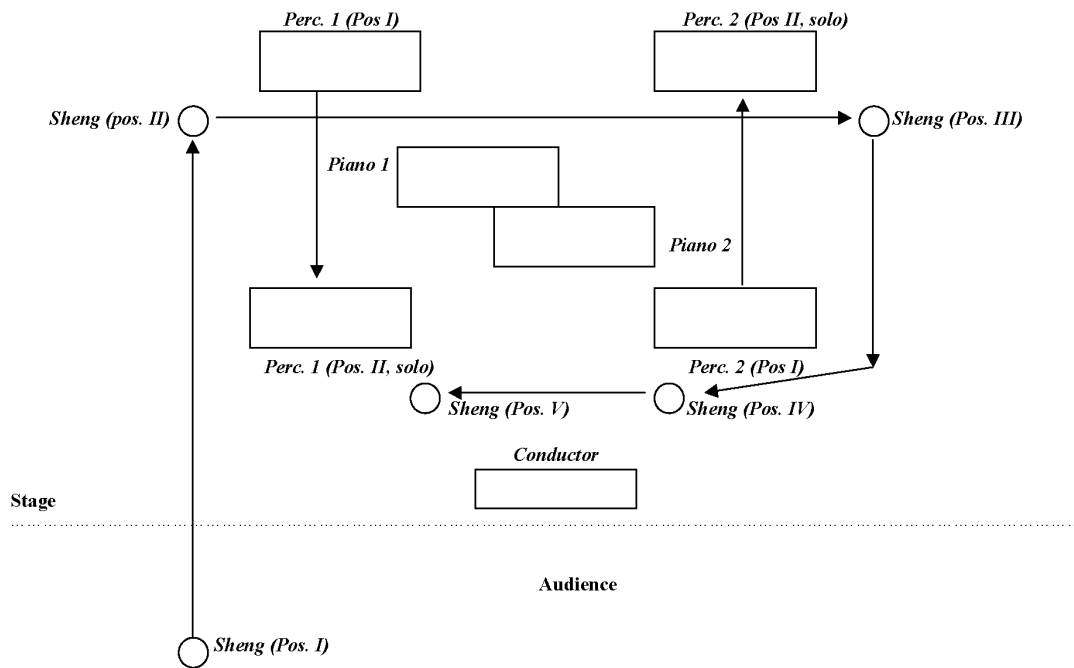 Perc. 1 (Pos I)
Perc. 2 (Pos II, solo)
Sheng (pos. II)
Sheng (Pos. III)
Piano 1
Piano 2
Perc. 1 (Pos. II, solo)
Perc. 2 (Pos I)
Sheng (Pos. V)
Sheng (Pos. IV)
Conductor
Stage
Audience
Sheng (Pos. I)